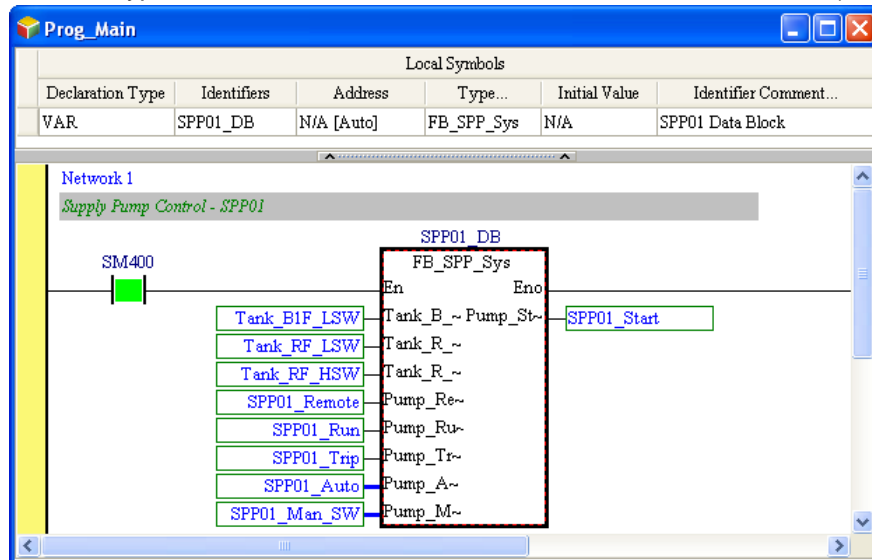 Prog_Main
Local Symbols
Declaration Type Identifiers Address Type... Initial Value Identifier Comment...
VAR SPP01_DB N/A [Auto] FB_SPP_Sys N/A SPP01 Data Block
Network 1
Supply Pump Control - SPP01
SPP01_DB
SM400 FB_SPP_Sys
En Eno
Tank_B1F_LSW Tank_B_~ Pump_St~ SPP01_Start
Tank_RF_LSW Tank_R_~
Tank_RF_HSW Tank_R_~
SPP01_Remote Pump_Re~
SPP01_Run Pump_Ru~
SPP01_Trip Pump_Tr~
SPP01_Auto Pump_A~
SPP01_Man_SW Pump_M~